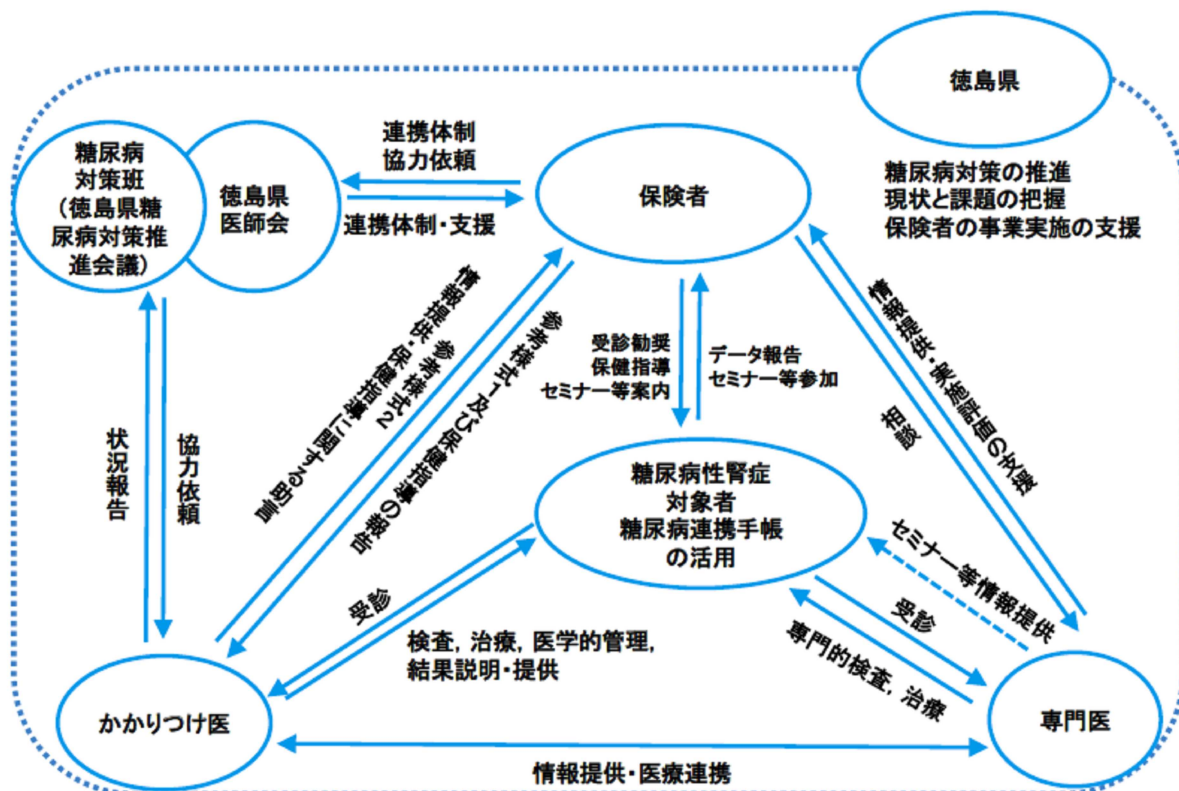 徳島県
糖尿病対策の推進
現状と課題の把握
保険者の事業実施の支援
糖尿病
対策班
(徳島県糖
尿病対策推
進会議)
徳島県
医師会
連携体制
協力依頼
連携体制・支援
保険者
情報提供・保健指導に関する助言
参考様式2
参考様式1及び保健指導の報告
受診勧奨
保健指導
セミナー等案内
データ報告
セミナー等参加
情報提供・実施評価の支援
相談
状況報告
協力依頼
糖尿病性腎症
対象者
糖尿病連携手帳
の活用
セミナー等情報提供
受診
検査,治療,医学的管理,
結果説明・提供
受診
専門的検査,治療
かかりつけ医
専門医
情報提供・医療連携